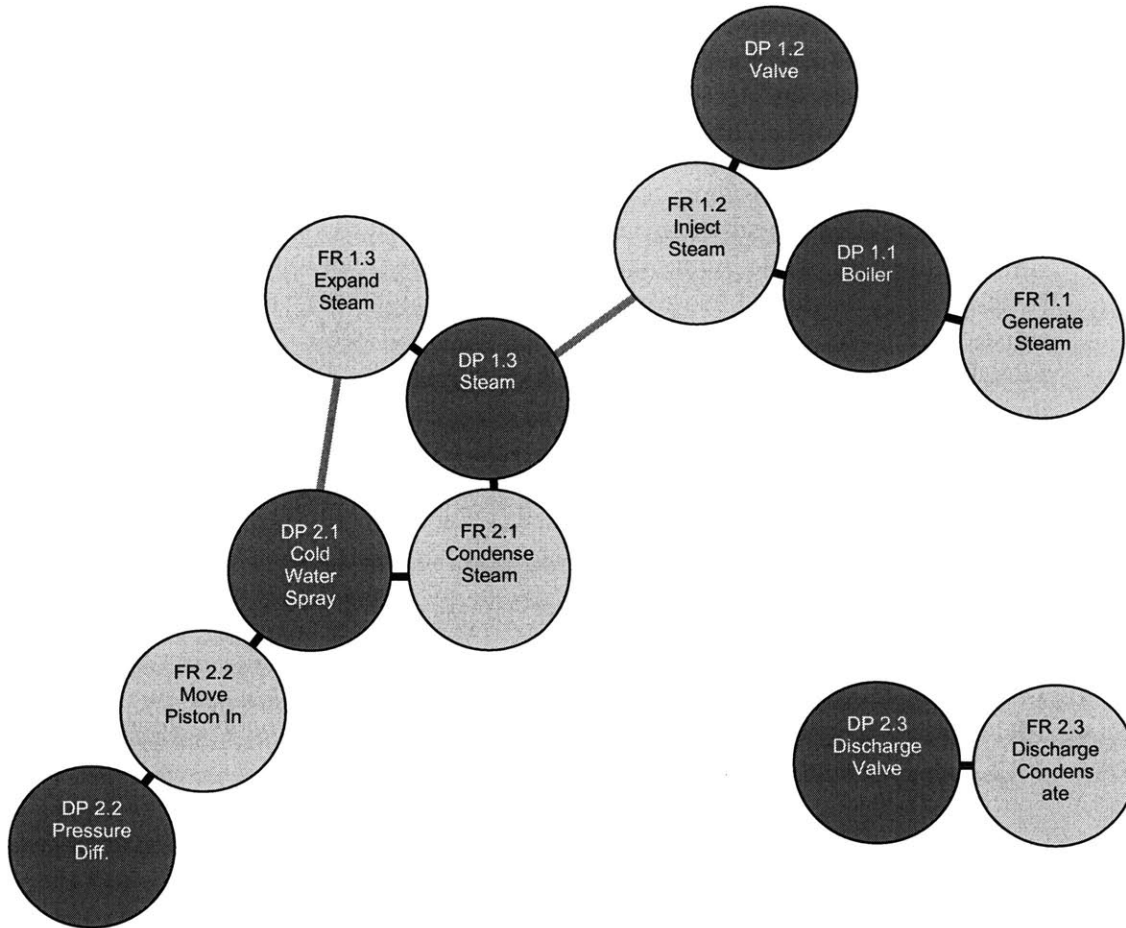 DP 1.2
Valve
FR 1.2
Inject
Steam
DP 1.1
Boiler
FR 1.1
Generate
Steam
FR 1.3
Expand
Steam
DP 1.3
Steam
DP 2.1
Cold
Water
Spray
FR 2.1
Condense
Steam
FR 2.2
Move
Piston In
DP 2.2
Pressure
Diff.
DP 2.3
Discharge
Valve
FR 2.3
Discharge
Condens
ate